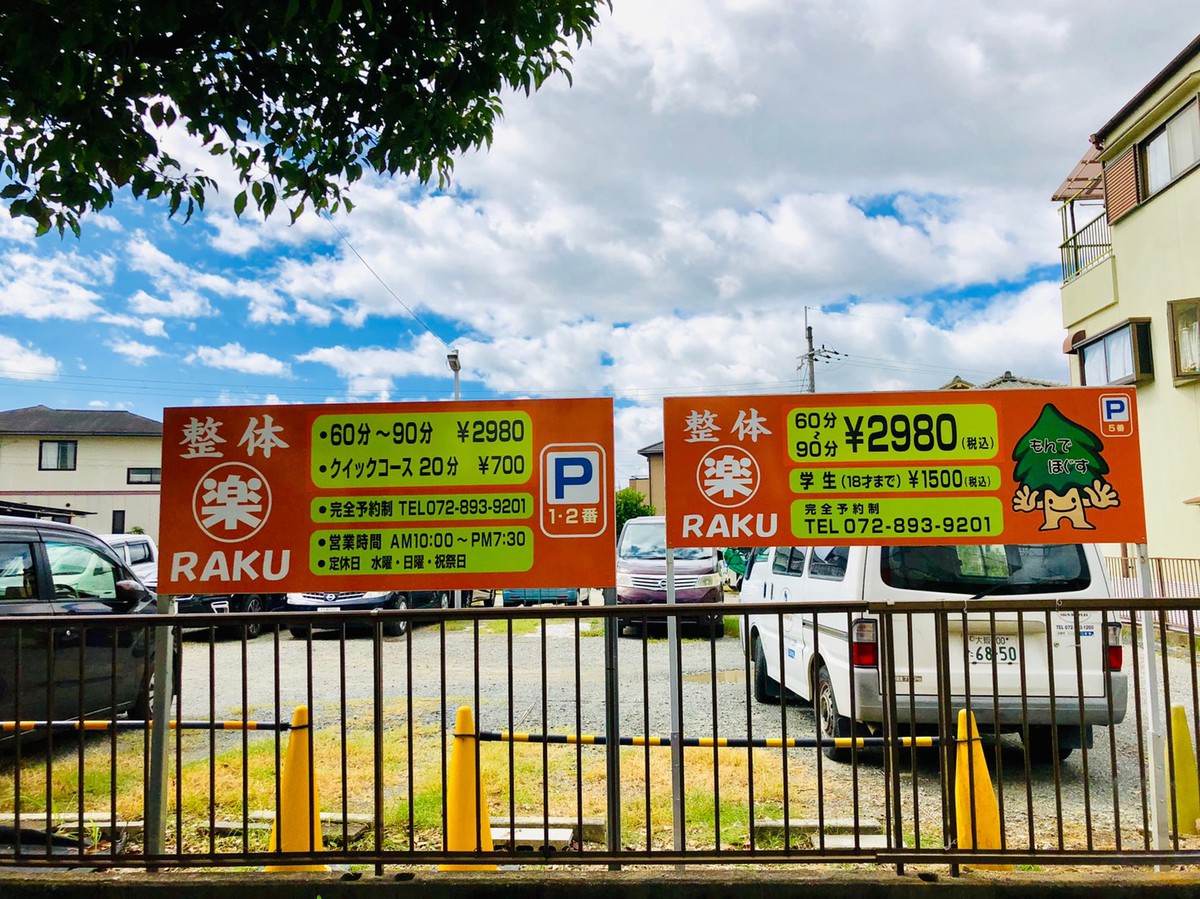 整体
楽
RAKU
•60分～90分 ¥2980
•クイックコース 20分 ¥700
•完全予約制 TEL072-893-9201
•営業時間 AM10:00～PM7:30
•定休日 水曜・日曜・祝祭日
P
1・2番
整体
楽
RAKU
60分
～
90分
¥2980(税込)
学生(18才まで) ¥1500(税込)
完全予約制
TEL072-893-9201
もんで
ほぐす
P
5番
68-50